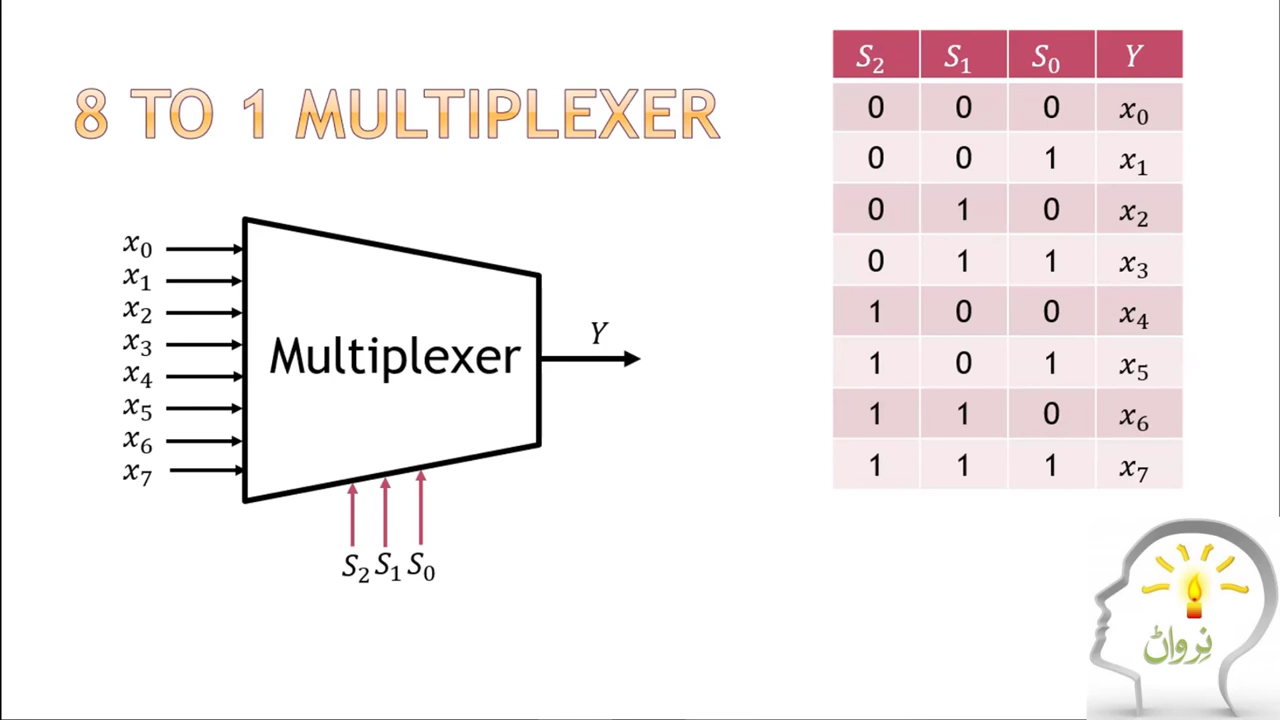 8 TO 1 MULTIPLEXER
x₀
x₁
x₂
x₃
x₄
x₅
x₆
x₇
Multiplexer
Y
S₂ S₁ S₀
S₂ S₁ S₀ Y
0 0 0 x₀
0 0 1 x₁
0 1 0 x₂
0 1 1 x₃
1 0 0 x₄
1 0 1 x₅
1 1 0 x₆
1 1 1 x₇
نِرواݨ